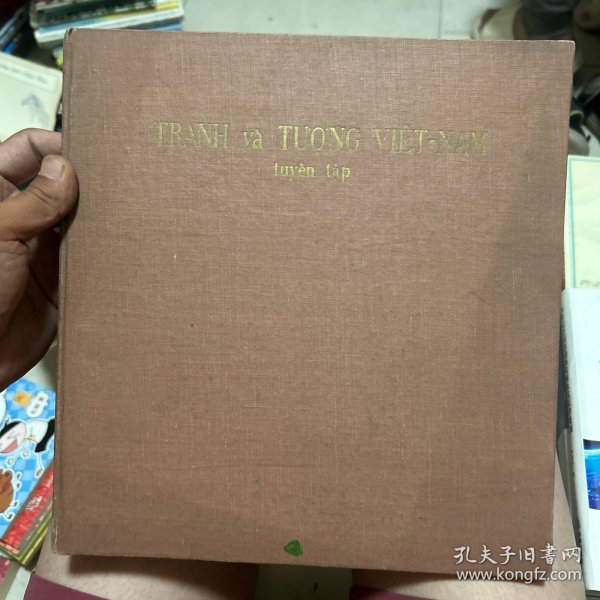 TRANH và TƯỢNG VIỆT-NAM
tuyển tập
孔夫子旧书网
www.kongfz.com